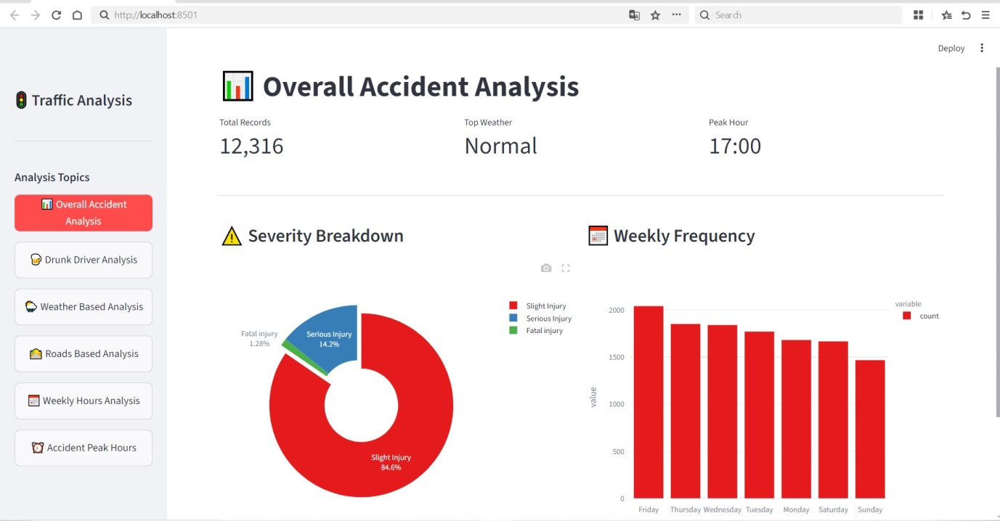 http://localhost:8501
Search
Deploy
Traffic Analysis
Analysis Topics
Overall Accident
Analysis
Drunk Driver Analysis
Weather Based Analysis
Roads Based Analysis
Weekly Hours Analysis
Accident Peak Hours
Overall Accident Analysis
Total Records
12,316
Top Weather
Normal
Peak Hour
17:00
Severity Breakdown
Slight Injury
Serious Injury
Fatal injury
Fatal injury
1.28%
Serious Injury
14.2%
Slight Injury
84.6%
Weekly Frequency
variable
count
value
2000
1500
1000
500
0
Friday Thursday Wednesday Tuesday Monday Saturday Sunday